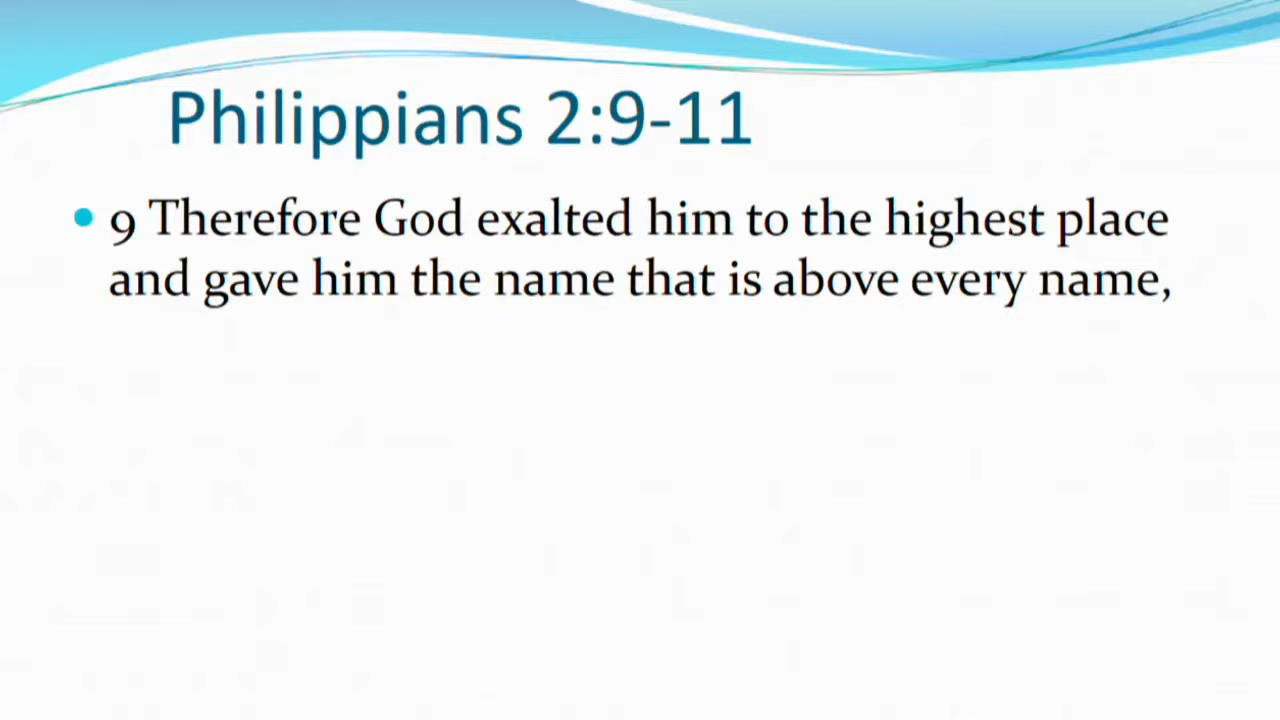 Philippians 2:9-11
• 9 Therefore God exalted him to the highest place
and gave him the name that is above every name,